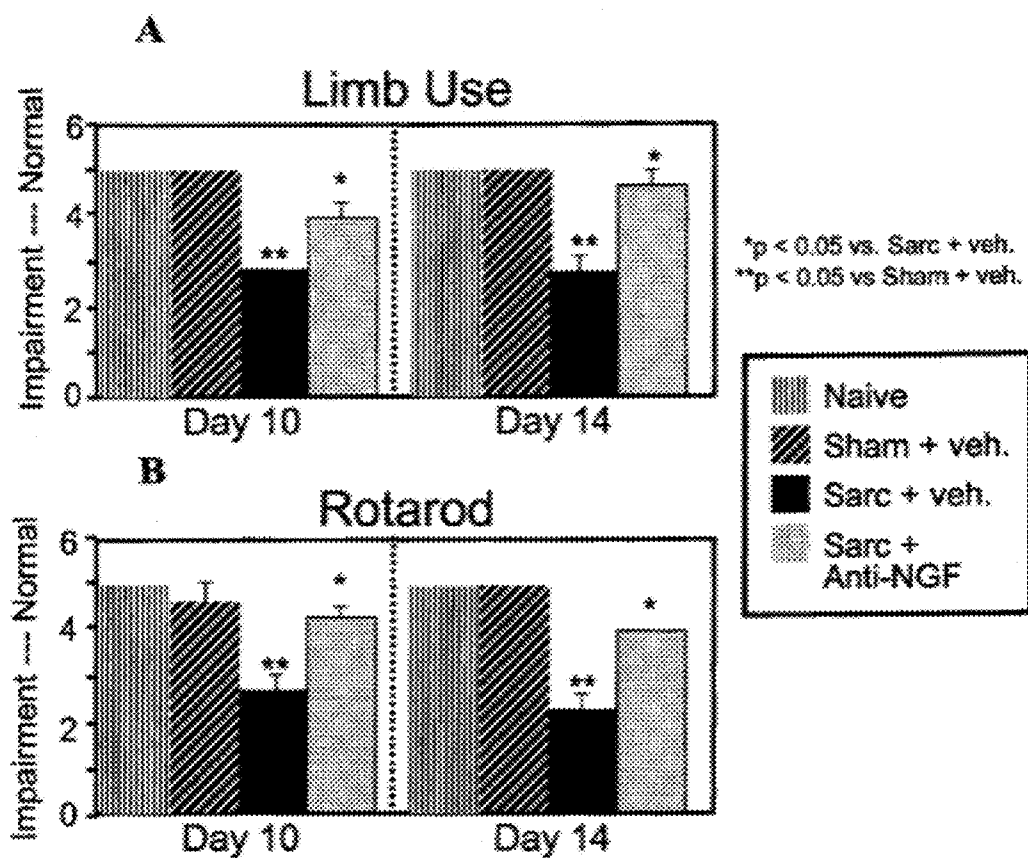 A
Limb Use
Impairment ---- Normal
6
4
2
0
*
**
*
**
Day 10
Day 14
*p < 0.05 vs. Sarc + veh.
**p < 0.05 vs Sham + veh.
Naive
Sham + veh.
Sarc + veh.
Sarc +
Anti-NGF
B
Rotarod
Impairment ---- Normal
6
4
2
0
*
**
*
**
Day 10
Day 14